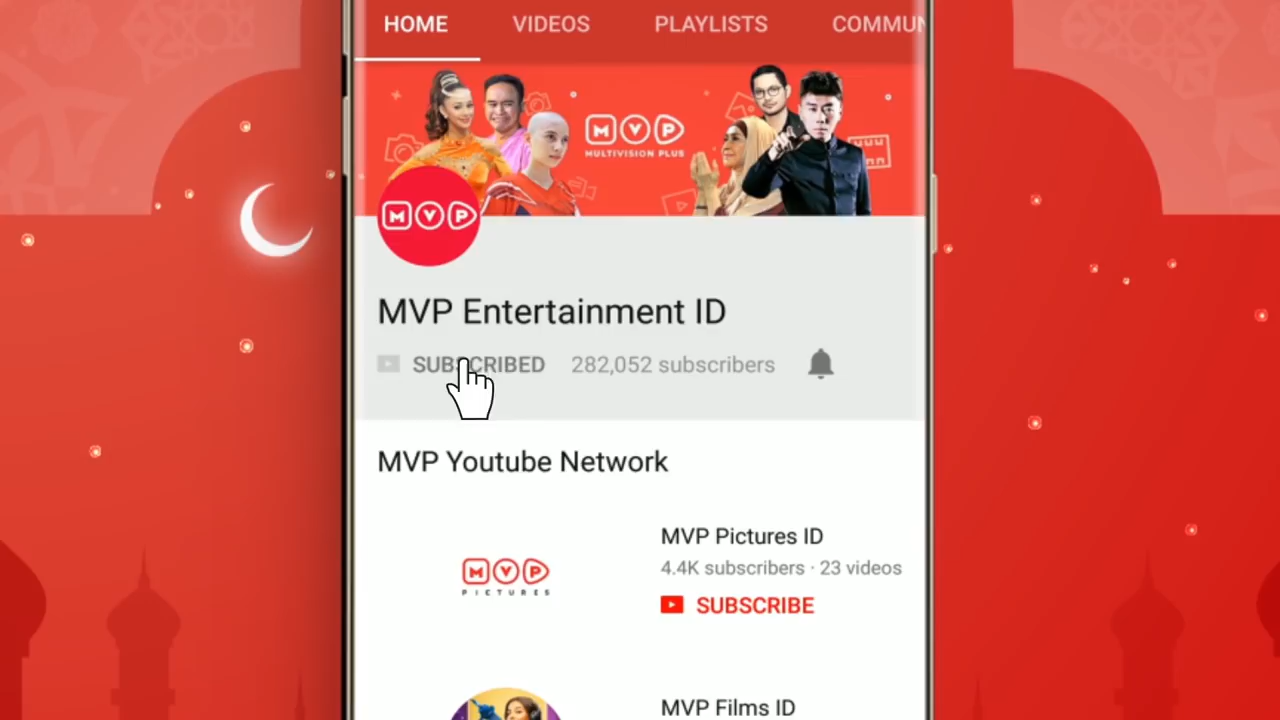 HOME VIDEOS PLAYLISTS COMMUN
MVP
MULTIVISION PLUS
MVP
MVP Entertainment ID
SUBSCRIBED 282,052 subscribers
MVP Youtube Network
MVP Pictures ID
4.4K subscribers · 23 videos
MVP
PICTURES
SUBSCRIBE
MVP Films ID